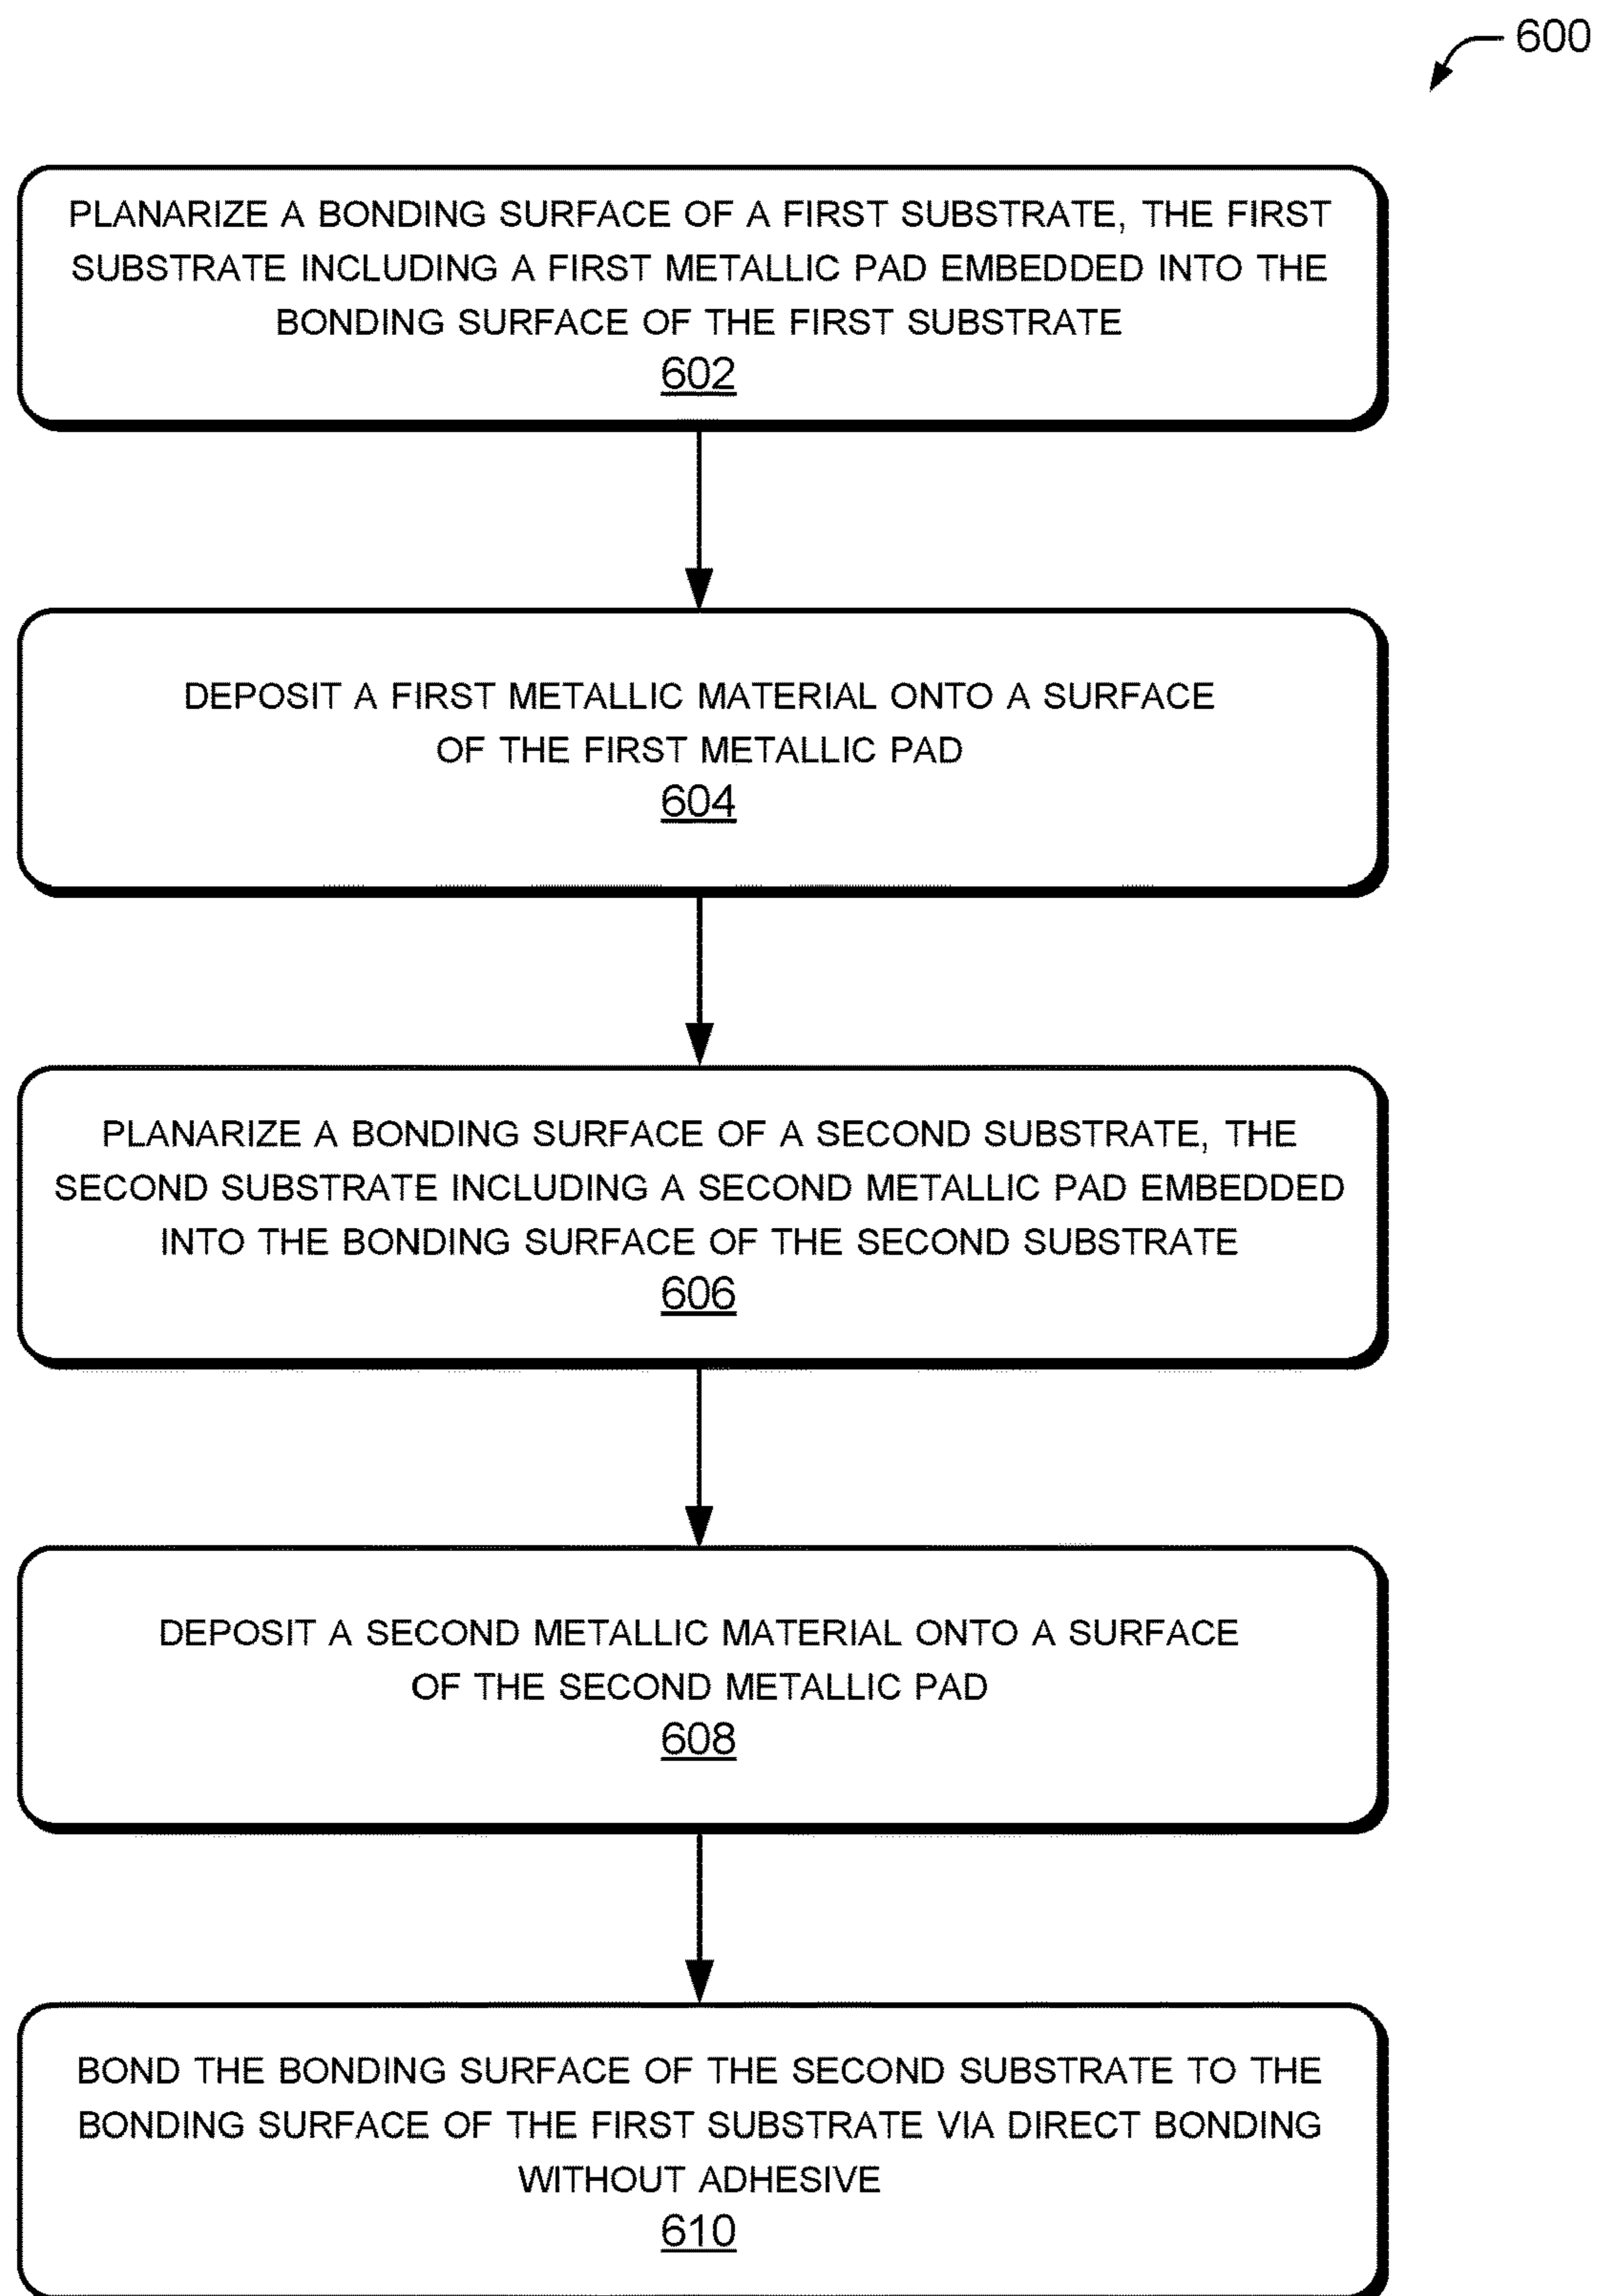 600
PLANARIZE A BONDING SURFACE OF A FIRST SUBSTRATE, THE FIRST
SUBSTRATE INCLUDING A FIRST METALLIC PAD EMBEDDED INTO THE
BONDING SURFACE OF THE FIRST SUBSTRATE
602
DEPOSIT A FIRST METALLIC MATERIAL ONTO A SURFACE
OF THE FIRST METALLIC PAD
604
PLANARIZE A BONDING SURFACE OF A SECOND SUBSTRATE, THE
SECOND SUBSTRATE INCLUDING A SECOND METALLIC PAD EMBEDDED
INTO THE BONDING SURFACE OF THE SECOND SUBSTRATE
606
DEPOSIT A SECOND METALLIC MATERIAL ONTO A SURFACE
OF THE SECOND METALLIC PAD
608
BOND THE BONDING SURFACE OF THE SECOND SUBSTRATE TO THE
BONDING SURFACE OF THE FIRST SUBSTRATE VIA DIRECT BONDING
WITHOUT ADHESIVE
610